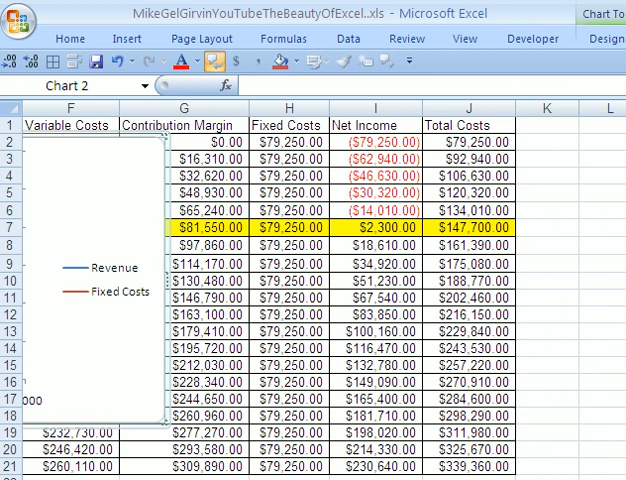 MikeGelGirvinYouTubeTheBeautyOfExcel..xls - Microsoft Excel
Chart To
Home Insert Page Layout Formulas Data Review View Developer Design
Chart 2 fx
F G H I J K L
1 Variable Costs Contribution Margin Fixed Costs Net Income Total Costs
2 $0.00 $79,250.00 ($79,250.00) $79,250.00
3 $16,310.00 $79,250.00 ($62,940.00) $92,940.00
4 $32,620.00 $79,250.00 ($46,630.00) $106,630.00
5 $48,930.00 $79,250.00 ($30,320.00) $120,320.00
6 $65,240.00 $79,250.00 ($14,010.00) $134,010.00
7 $81,550.00 $79,250.00 $2,300.00 $147,700.00
8 $97,860.00 $79,250.00 $18,610.00 $161,390.00
9 $114,170.00 $79,250.00 $34,920.00 $175,080.00
Revenue
10 $130,480.00 $79,250.00 $51,230.00 $188,770.00
Fixed Costs
11 $146,790.00 $79,250.00 $67,540.00 $202,460.00
12 $163,100.00 $79,250.00 $83,850.00 $216,150.00
13 $179,410.00 $79,250.00 $100,160.00 $229,840.00
14 $195,720.00 $79,250.00 $116,470.00 $243,530.00
15 $212,030.00 $79,250.00 $132,780.00 $257,220.00
16 $228,340.00 $79,250.00 $149,090.00 $270,910.00
17 000 $244,650.00 $79,250.00 $165,400.00 $284,600.00
18 $260,960.00 $79,250.00 $181,710.00 $298,290.00
19 $232,730.00 $277,270.00 $79,250.00 $198,020.00 $311,980.00
20 $246,420.00 $293,580.00 $79,250.00 $214,330.00 $325,670.00
21 $260,110.00 $309,890.00 $79,250.00 $230,640.00 $339,360.00